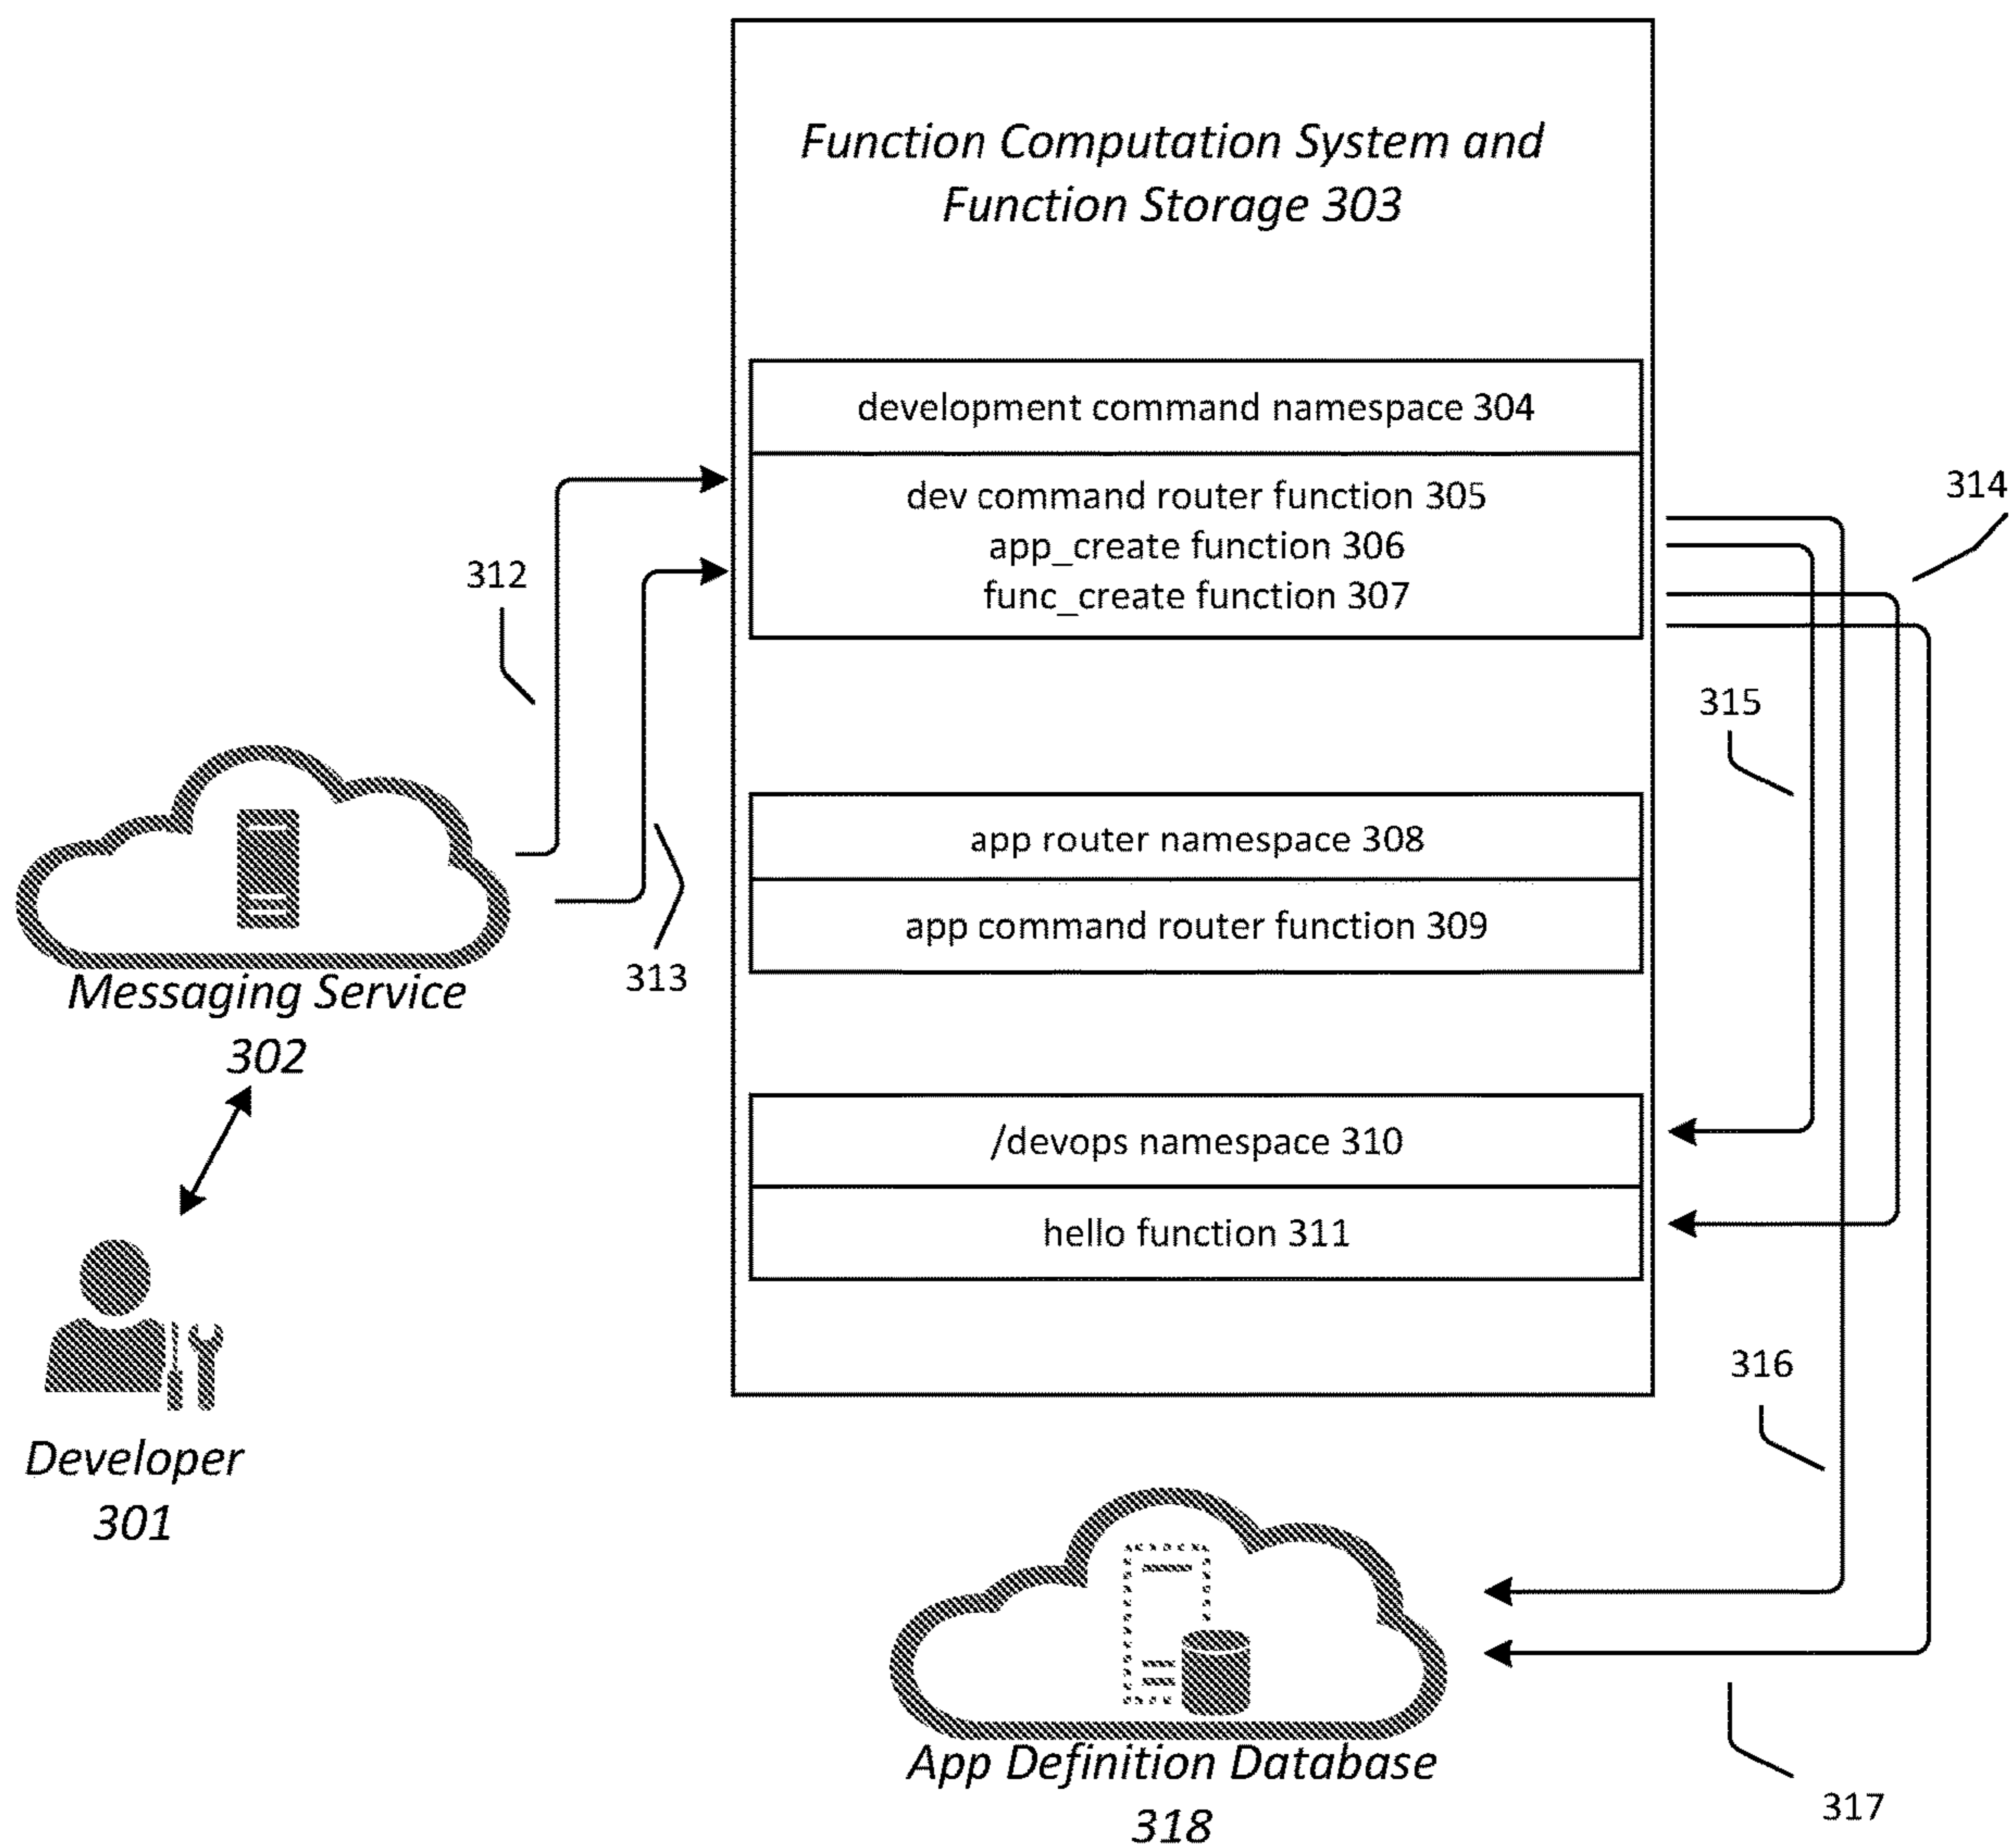 Function Computation System and
Function Storage 303
development command namespace 304
dev command router function 305
app_create function 306
func_create function 307
314
312
315
app router namespace 308
app command router function 309
313
Messaging Service
302
/devops namespace 310
hello function 311
316
Developer
301
App Definition Database
318
317